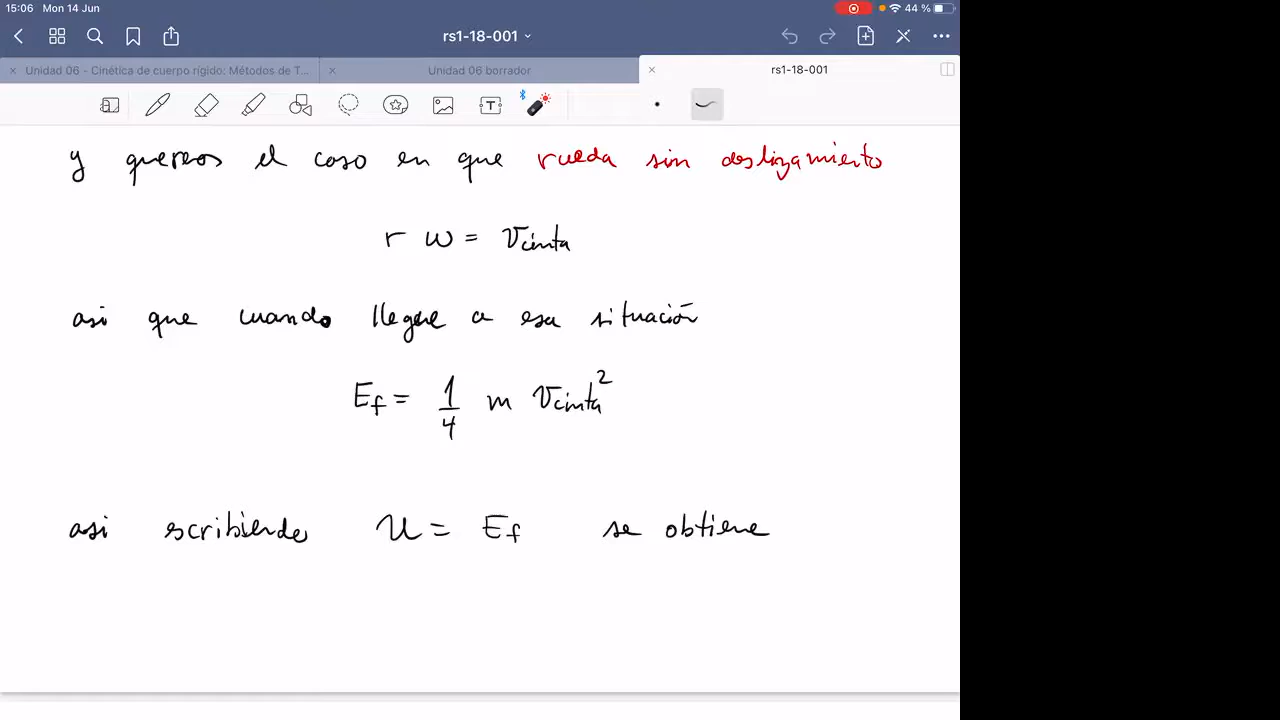 15:06 Mon 14 Jun
44 %
rs1-18-001
Unidad 06 - Cinética de cuerpo rígido: Métodos de T...
Unidad 06 borrador
rs1-18-001
y queremos el caso en que rueda sin deslizamiento
r w = vcinta
asi que cuando llegue a esa situación
Ef = 1/4 m vcinta²
asi escribiendo U = Ef se obtiene